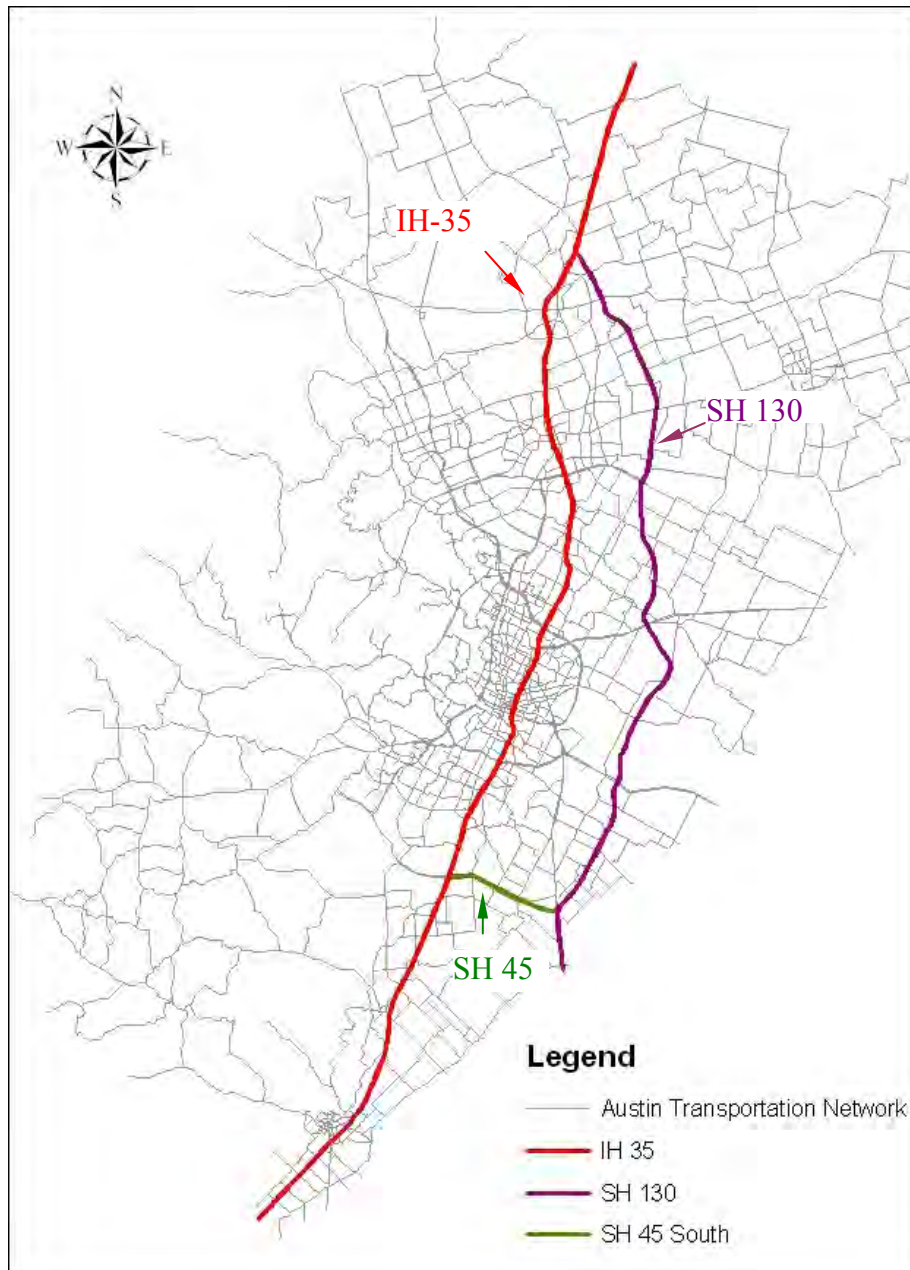 N
W E
S
IH-35
SH 130
SH 45
Legend
Austin Transportation Network
IH 35
SH 130
SH 45 South